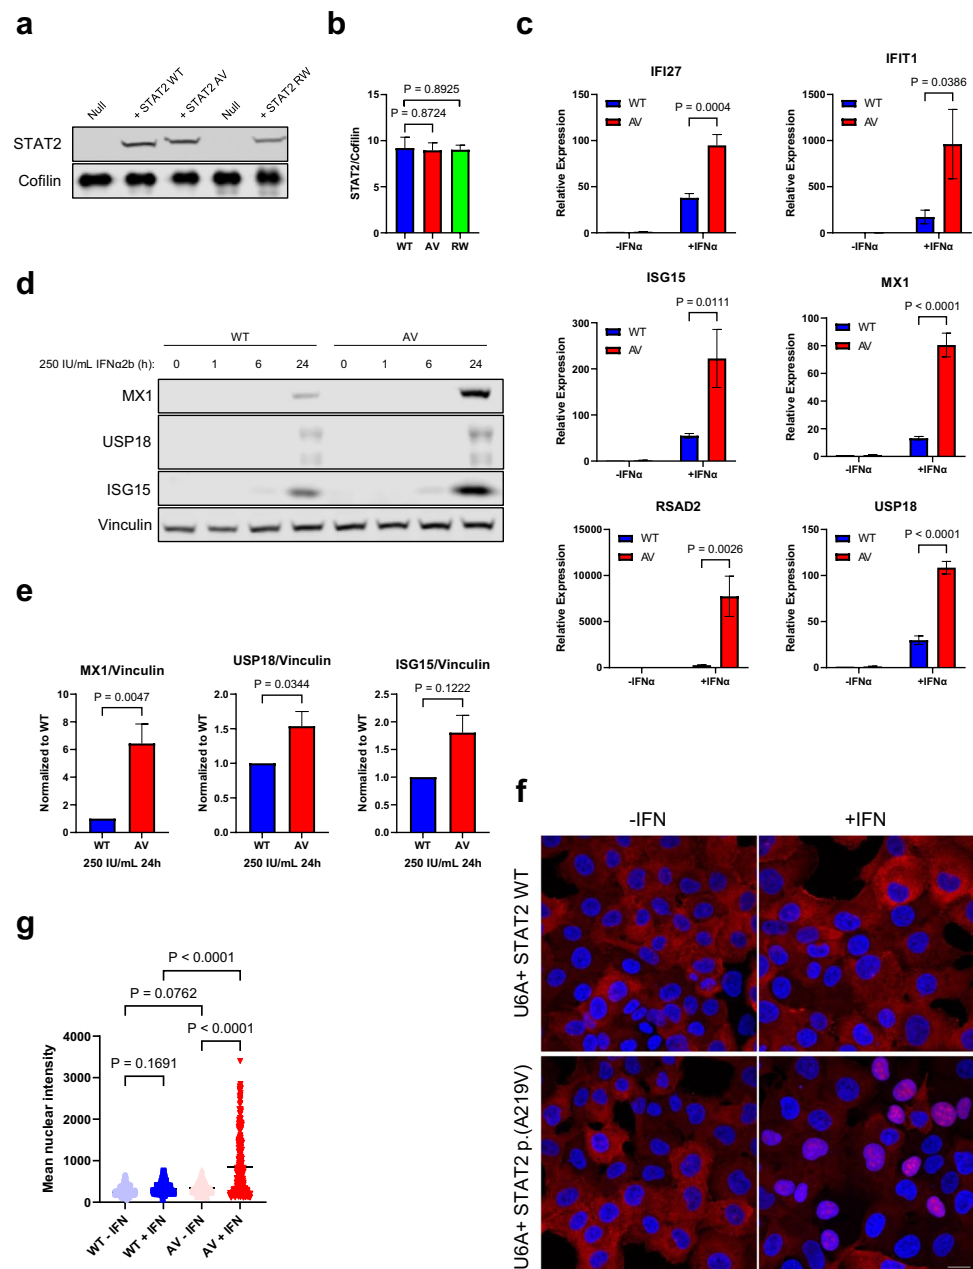 a
Null
+ STAT2 WT
+ STAT2 AV
Null
+ STAT2 RW
STAT2
Cofilin
b
P = 0.8925
P = 0.8724
STAT2/Cofilin
15
10
5
0
WT AV RW
c
IFI27
Relative Expression
150
100
50
0
WT
AV
P = 0.0004
-IFNα +IFNα
IFIT1
Relative Expression
1500
1000
500
0
WT
AV
P = 0.0386
-IFNα +IFNα
ISG15
Relative Expression
300
200
100
0
WT
AV
P = 0.0111
-IFNα +IFNα
MX1
Relative Expression
100
80
60
40
20
0
WT
AV
P < 0.0001
-IFNα +IFNα
RSAD2
Relative Expression
15000
10000
5000
0
WT
AV
P = 0.0026
-IFNα +IFNα
USP18
Relative Expression
150
100
50
0
WT
AV
P < 0.0001
-IFNα +IFNα
d
WT AV
250 IU/mL IFNα2b (h): 0 1 6 24 0 1 6 24
MX1
USP18
ISG15
Vinculin
e
MX1/Vinculin
Normalized to WT
P = 0.0047
10
8
6
4
2
0
WT AV
250 IU/mL 24h
USP18/Vinculin
Normalized to WT
P = 0.0344
2.0
1.5
1.0
0.5
0.0
WT AV
250 IU/mL 24h
ISG15/Vinculin
Normalized to WT
P = 0.1222
2.5
2.0
1.5
1.0
0.5
0.0
WT AV
250 IU/mL 24h
f
-IFN +IFN
U6A+ STAT2 WT
U6A+ STAT2 p.(A219V)
g
P < 0.0001
P = 0.0762
P < 0.0001
P = 0.1691
Mean nuclear intensity
4000
3000
2000
1000
0
WT - IFN
WT + IFN
AV - IFN
AV + IFN